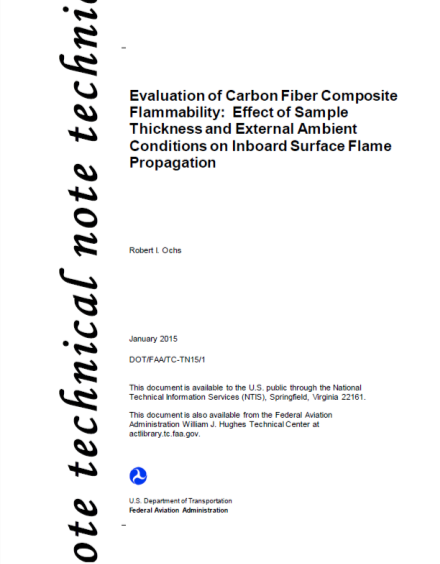 ote technical note technic
Evaluation of Carbon Fiber Composite
Flammability: Effect of Sample
Thickness and External Ambient
Conditions on Inboard Surface Flame
Propagation
Robert I. Ochs
January 2015
DOT/FAA/TC-TN15/1
This document is available to the U.S. public through the National
Technical Information Services (NTIS), Springfield, Virginia 22161.
This document is also available from the Federal Aviation
Administration William J. Hughes Technical Center at
actlibrary.tc.faa.gov.
U.S. Department of Transportation
Federal Aviation Administration